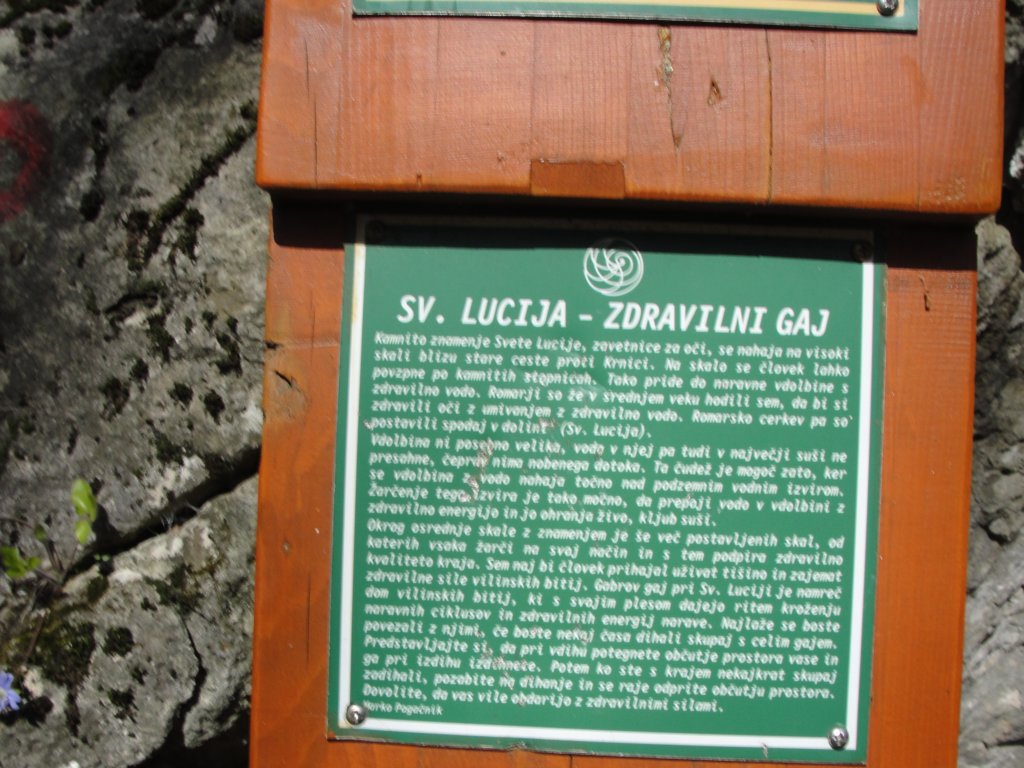 SV. LUCIJA - ZDRAVILNI GAJ
Kamnito znamenje Svete Lucije, zavetnice za oči, se nahaja na visoki
skali blizu stare ceste proti Krnici. Na skalo se človek lahko
povzpne po kamnitih stopnicah. Tako pride do naravne vdolbine s
zdravilno vodo. Romarji so že v srednjem veku hodili sem, da bi si
zdravili oči z umivanjem z zdravilno vodo. Romarsko cerkev pa so
postavili spodaj v dolini (Sv. Lucija).
Vdolbina ni posebno velika, voda v njej pa tudi v največji suši ne
presahne, čeprav nima nobenega dotoka. Ta čudež je mogoč zato, ker
se vdolbina z vodo nahaja točno nad podzemnim vodnim izvirom.
Žarčenje tega izvira je tako močno, da prepoji vodo v vdolbini z
zdravilno energijo in jo ohranja živo, kljub suši.
Okrog osrednje skale z znamenjem je še več postavljenih skal, od
katerih vsaka žarči na svoj način in s tem podpira zdravilno
kvaliteto kraja. Sem naj bi človek prihajal uživat tišino in zajemat
zdravilne sile vilinskih bitij. Gabrov gaj pri Sv. Luciji je namreč
dom vilinskih bitij, ki s svojim plesom dajejo ritem kroženju
naravnih ciklusov in zdravilnih energij narave. Najlaže se boste
povezali z njimi, če boste nekaj časa dihali skupaj s celim gajem.
Predstavljajte si, da pri vdihu potegnete občutje prostora vase in
ga pri izdihu izdahnete. Potem ko ste s krajem nekajkrat skupaj
zadihali, pozabite na dihanje in se raje odprite občutju prostora.
Dovolite, da vas vile obdarijo z zdravilnimi silami.
Marko Pogačnik